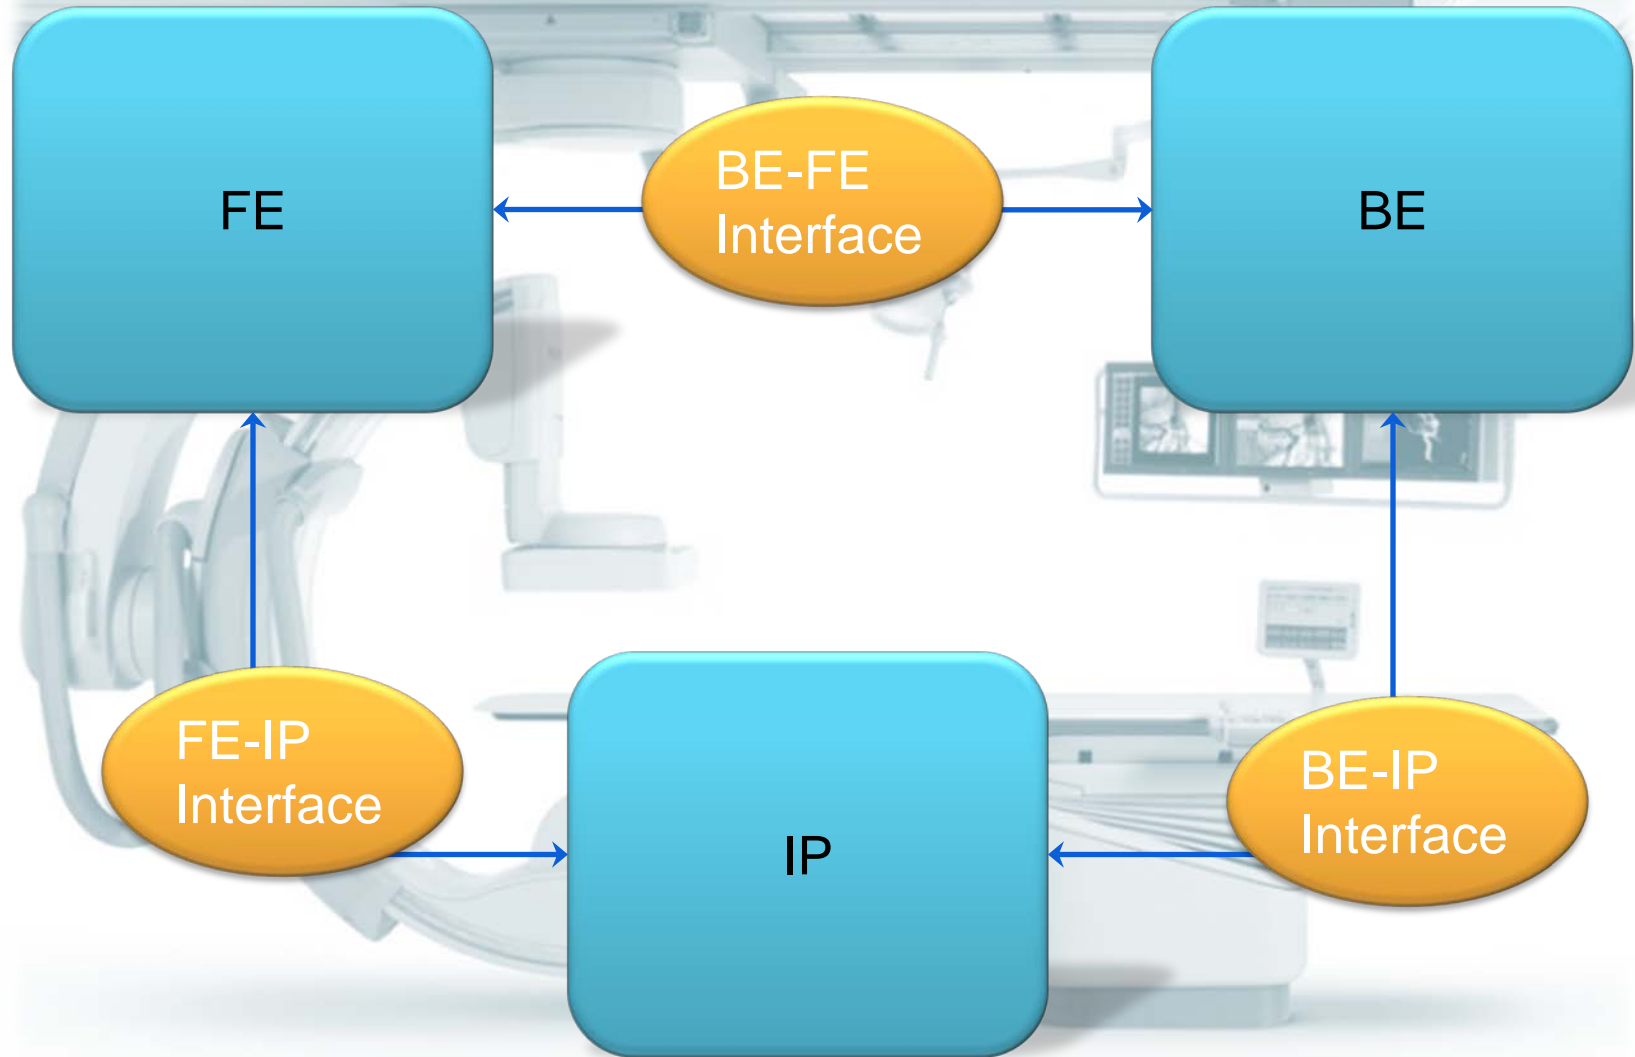 FE
BE-FE
Interface
BE
FE-IP
Interface
IP
BE-IP
Interface